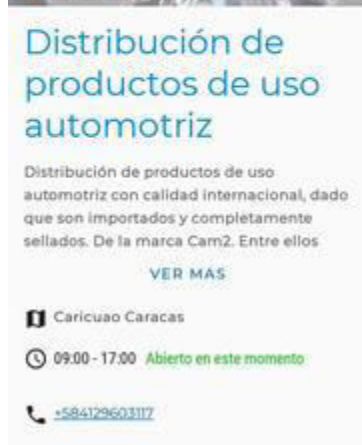 Distribución de
productos de uso
automotriz
Distribución de productos de uso
automotriz con calidad internacional, dado
que son importados y completamente
sellados. De la marca Cam2. Entre ellos
VER MAS
Caricuao Caracas
09:00 - 17:00 Abierto en este momento
+584129603117